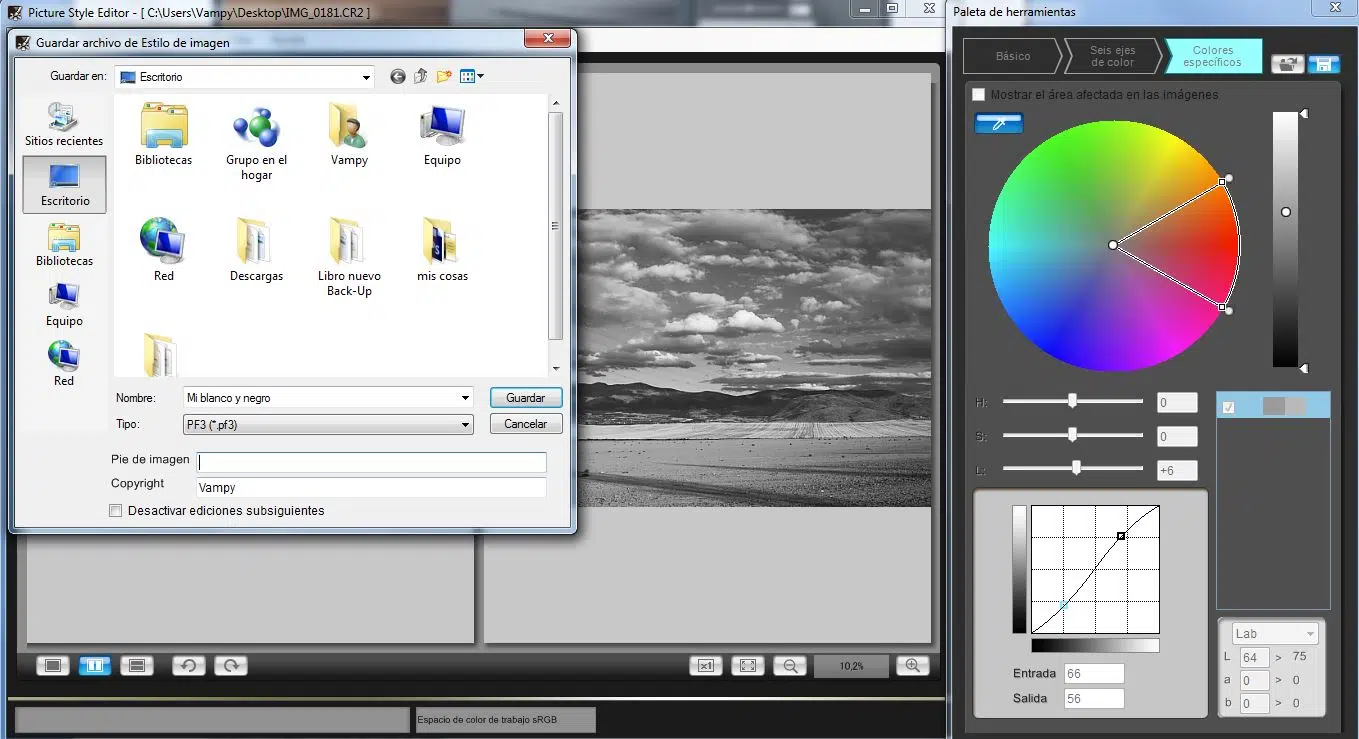 Picture Style Editor - [ C:\Users\Vampy\Desktop\IMG_0181.CR2 ]
Guardar archivo de Estilo de imagen
Guardar en:
Escritorio
Sitios recientes
Escritorio
Bibliotecas
Equipo
Red
Bibliotecas
Grupo en el
hogar
Vampy
Equipo
Red
Descargas
Libro nuevo
Back-Up
mis cosas
Nombre:
Mi blanco y negro
Guardar
Tipo:
PF3 (*.pf3)
Cancelar
Pie de imagen
Copyright
Vampy
Desactivar ediciones subsiguientes
x1
10,2%
Espacio de color de trabajo sRGB
Paleta de herramientas
Básico
Seis ejes
de color
Colores
específicos
Mostrar el área afectada en las imágenes
H:
0
S:
0
L:
+6
Entrada
66
Salida
56
Lab
L 64 > 75
a 0 > 0
b 0 > 0